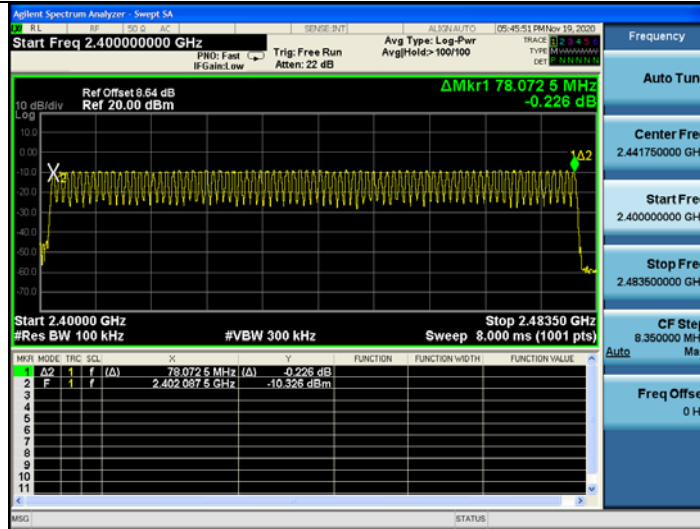 Agilent Spectrum Analyzer - Swept SA
RL RF 50 Ω AC SENSE:INT ALIGN AUTO 05:45:51 PM Nov 19, 2020
Start Freq 2.400000000 GHz
PNO: Fast
IFGain:Low
Trig: Free Run
Atten: 22 dB
Avg Type: Log-Pwr
Avg|Hold:> 100/100
TRACE 1 2 3 4 5 6
TYPE M
DET P N N N N N
ΔMkr1 78.072 5 MHz
-0.226 dB
Ref Offset 8.64 dB
10 dB/div Ref 20.00 dBm
Log
10.0
0.00
-10.0
-20.0
-30.0
-40.0
-50.0
-60.0
-70.0
X2
1Δ2
Start 2.40000 GHz
Stop 2.48350 GHz
#Res BW 100 kHz #VBW 300 kHz Sweep 8.000 ms (1001 pts)
MKR MODE TRC SCL X Y FUNCTION FUNCTION WIDTH FUNCTION VALUE
1 Δ2 1 f (Δ) 78.072 5 MHz (Δ) -0.226 dB
2 F 1 f 2.402 087 5 GHz -10.326 dBm
3
4
5
6
7
8
9
10
11
MSG STATUS
Frequency
Auto Tun
Center Fre
2.441750000 GH
Start Fre
2.400000000 GH
Stop Fre
2.483500000 GH
CF Step
8.350000 MH
Auto Ma
Freq Offse
0 H